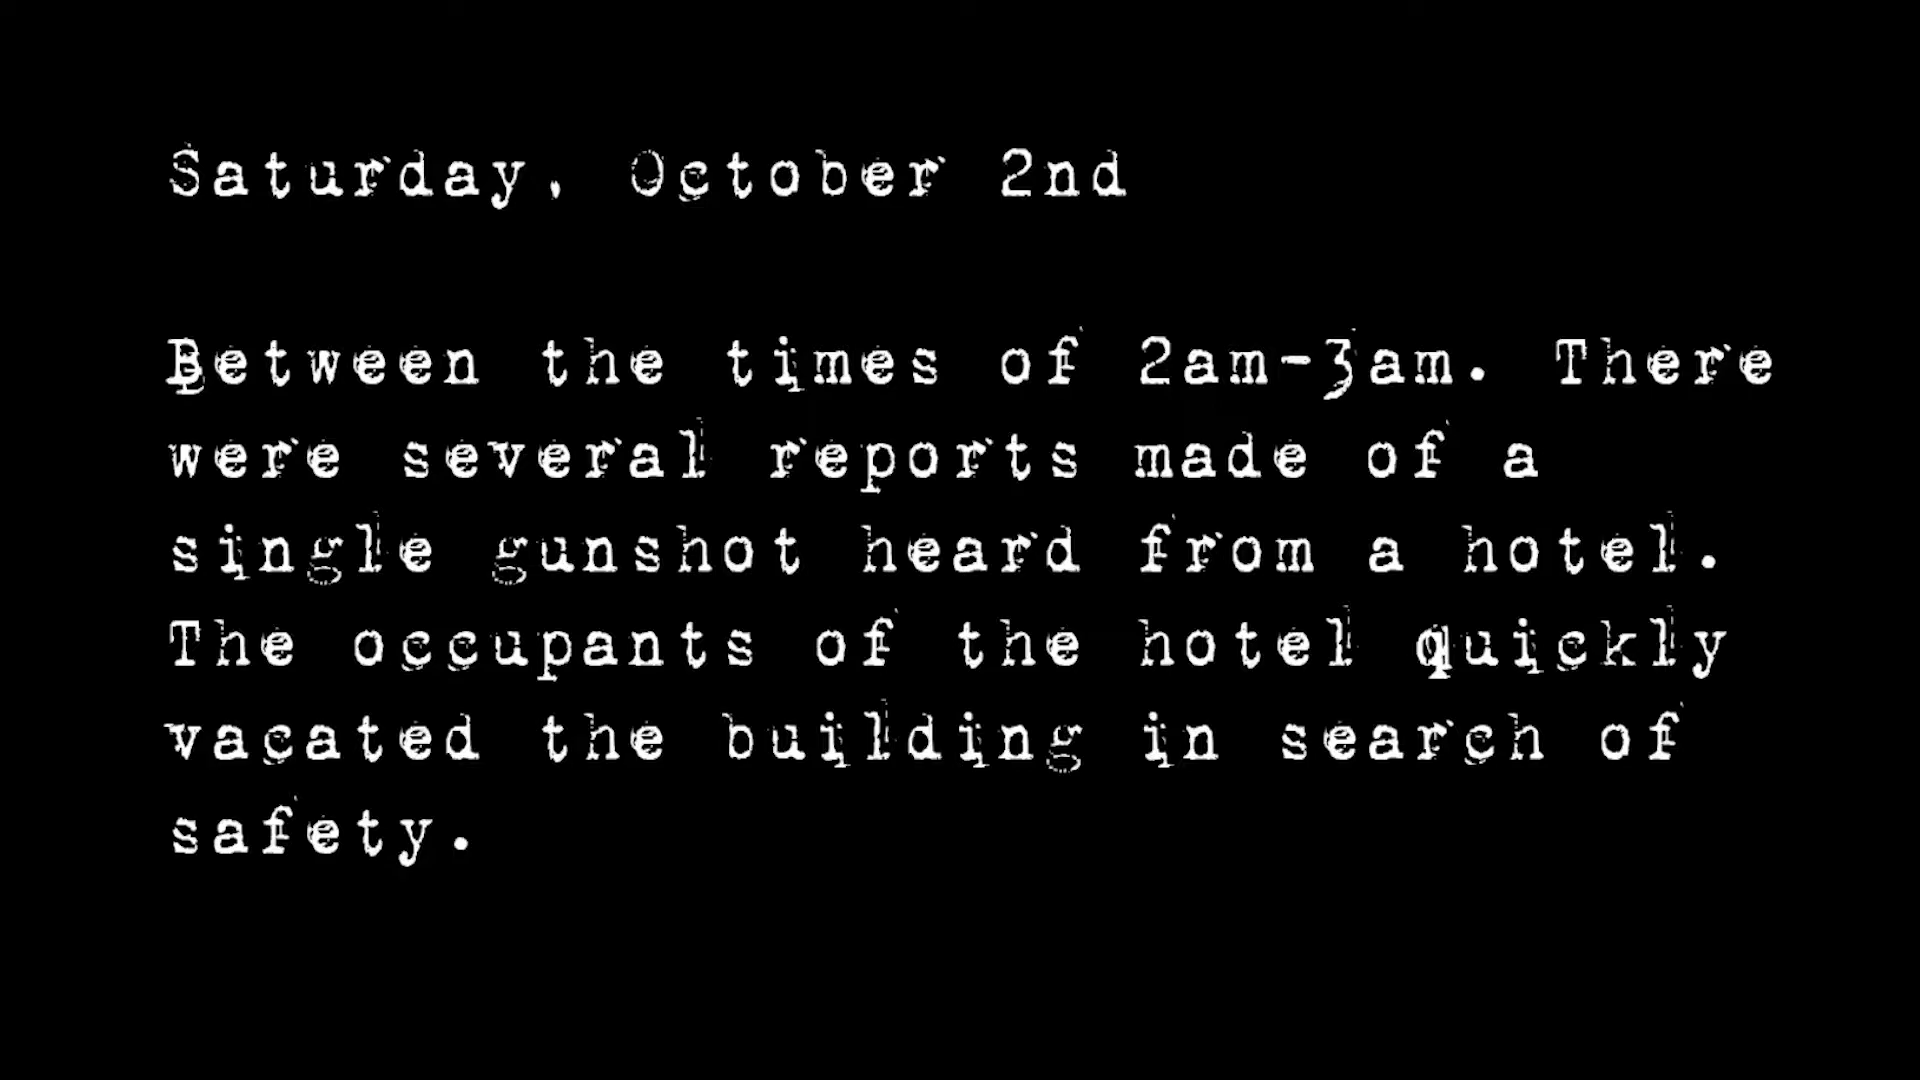 Saturday, October 2nd
Between the times of 2am-3am. There
were several reports made of a
single gunshot heard from a hotel.
The occupants of the hotel quickly
vacated the building in search of
safety.